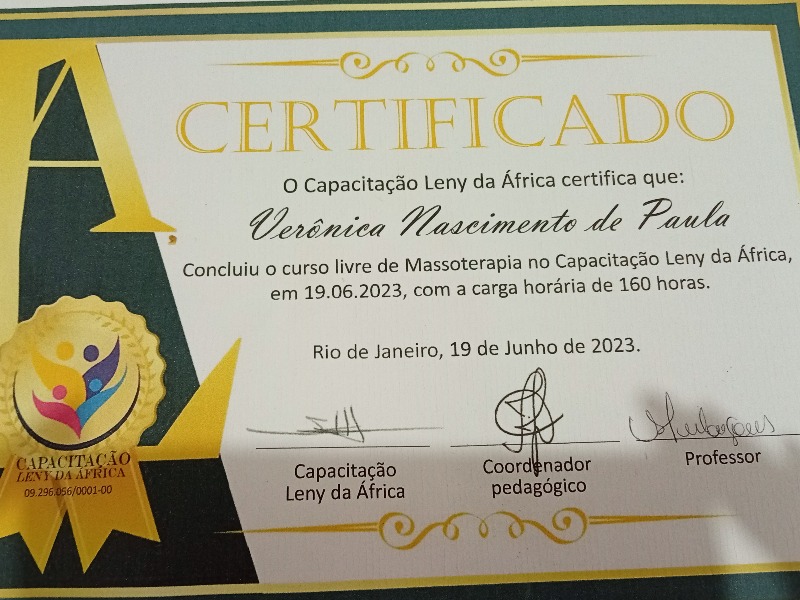 CERTIFICADO
O Capacitação Leny da África certifica que:
Verônica Nascimento de Paula
Concluiu o curso livre de Massoterapia no Capacitação Leny da África,
em 19.06.2023, com a carga horária de 160 horas.
Rio de Janeiro, 19 de Junho de 2023.
Capacitação
Leny da África
Coordenador
pedagógico
Professor
CAPACITAÇÃO
LENY DA ÁFRICA
09.296.056/0001-00